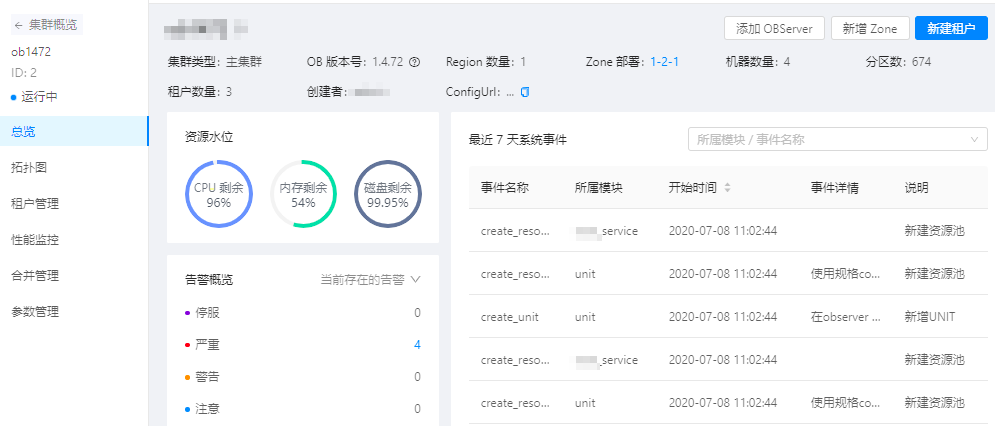 ← 集群概览
ob1472
ID: 2
运行中
总览
拓扑图
租户管理
性能监控
合并管理
参数管理
添加 OBServer 新增 Zone 新建租户
集群类型: 主集群 OB 版本号: 1.4.72 Region 数量: 1 Zone 部署: 1-2-1 机器数量: 4 分区数: 674
租户数量: 3 创建者: ConfigUrl: ...
资源水位
CPU 剩余 内存剩余 磁盘剩余
96% 54% 99.95%
告警概览 当前存在的告警
停服 0
严重 4
警告 0
注意 0
最近 7 天系统事件 所属模块 / 事件名称
事件名称 所属模块 开始时间 事件详情 说明
create_reso... _service 2020-07-08 11:02:44 新建资源池
create_reso... unit 2020-07-08 11:02:44 使用规格co... 新建资源池
create_unit unit 2020-07-08 11:02:44 在observer ... 新增UNIT
create_reso... _service 2020-07-08 11:02:44 新建资源池
create_reso... unit 2020-07-08 11:02:44 使用规格co... 新建资源池